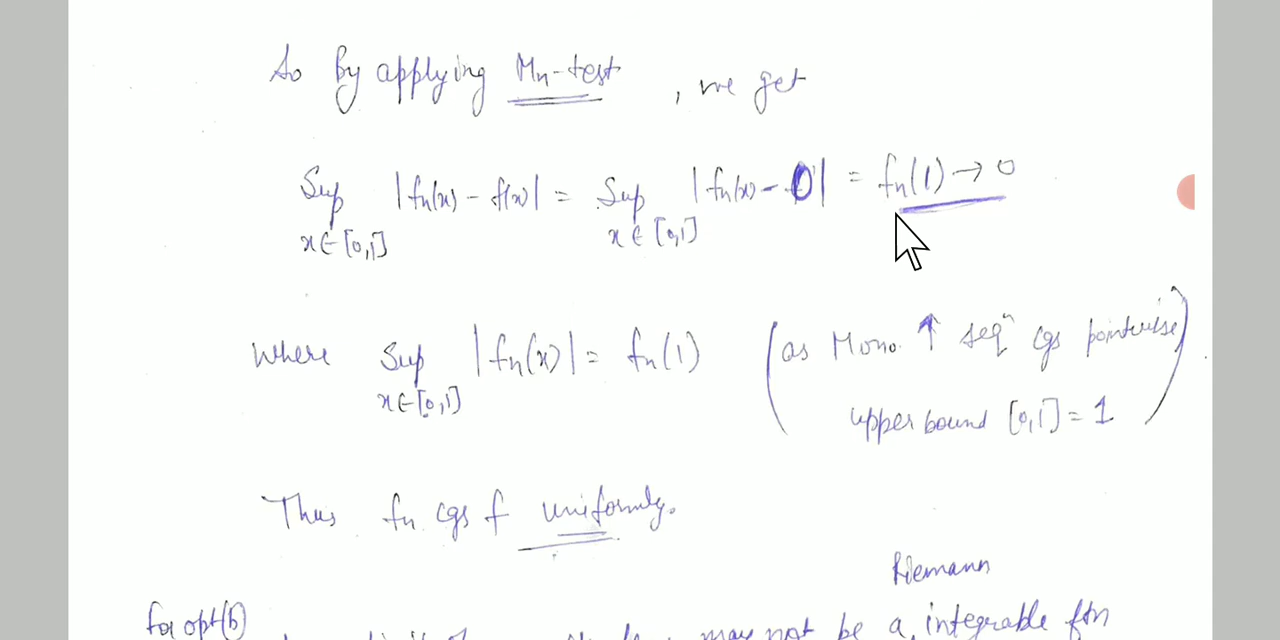 So By applying Mn-test, we get
Sup |fn(x) - f(x)| = Sup |fn(x) - 0| = fn(1) → 0
x∈[0,1] x∈[0,1]
Where Sup |fn(x)| = fn(1) (as Mono. ↑ seqⁿ cgs pointwise
x∈[0,1] upper bound [0,1] = 1)
Thus fn cgs f uniformly.
Riemann
for opt(b)
may not be a integrable ftn